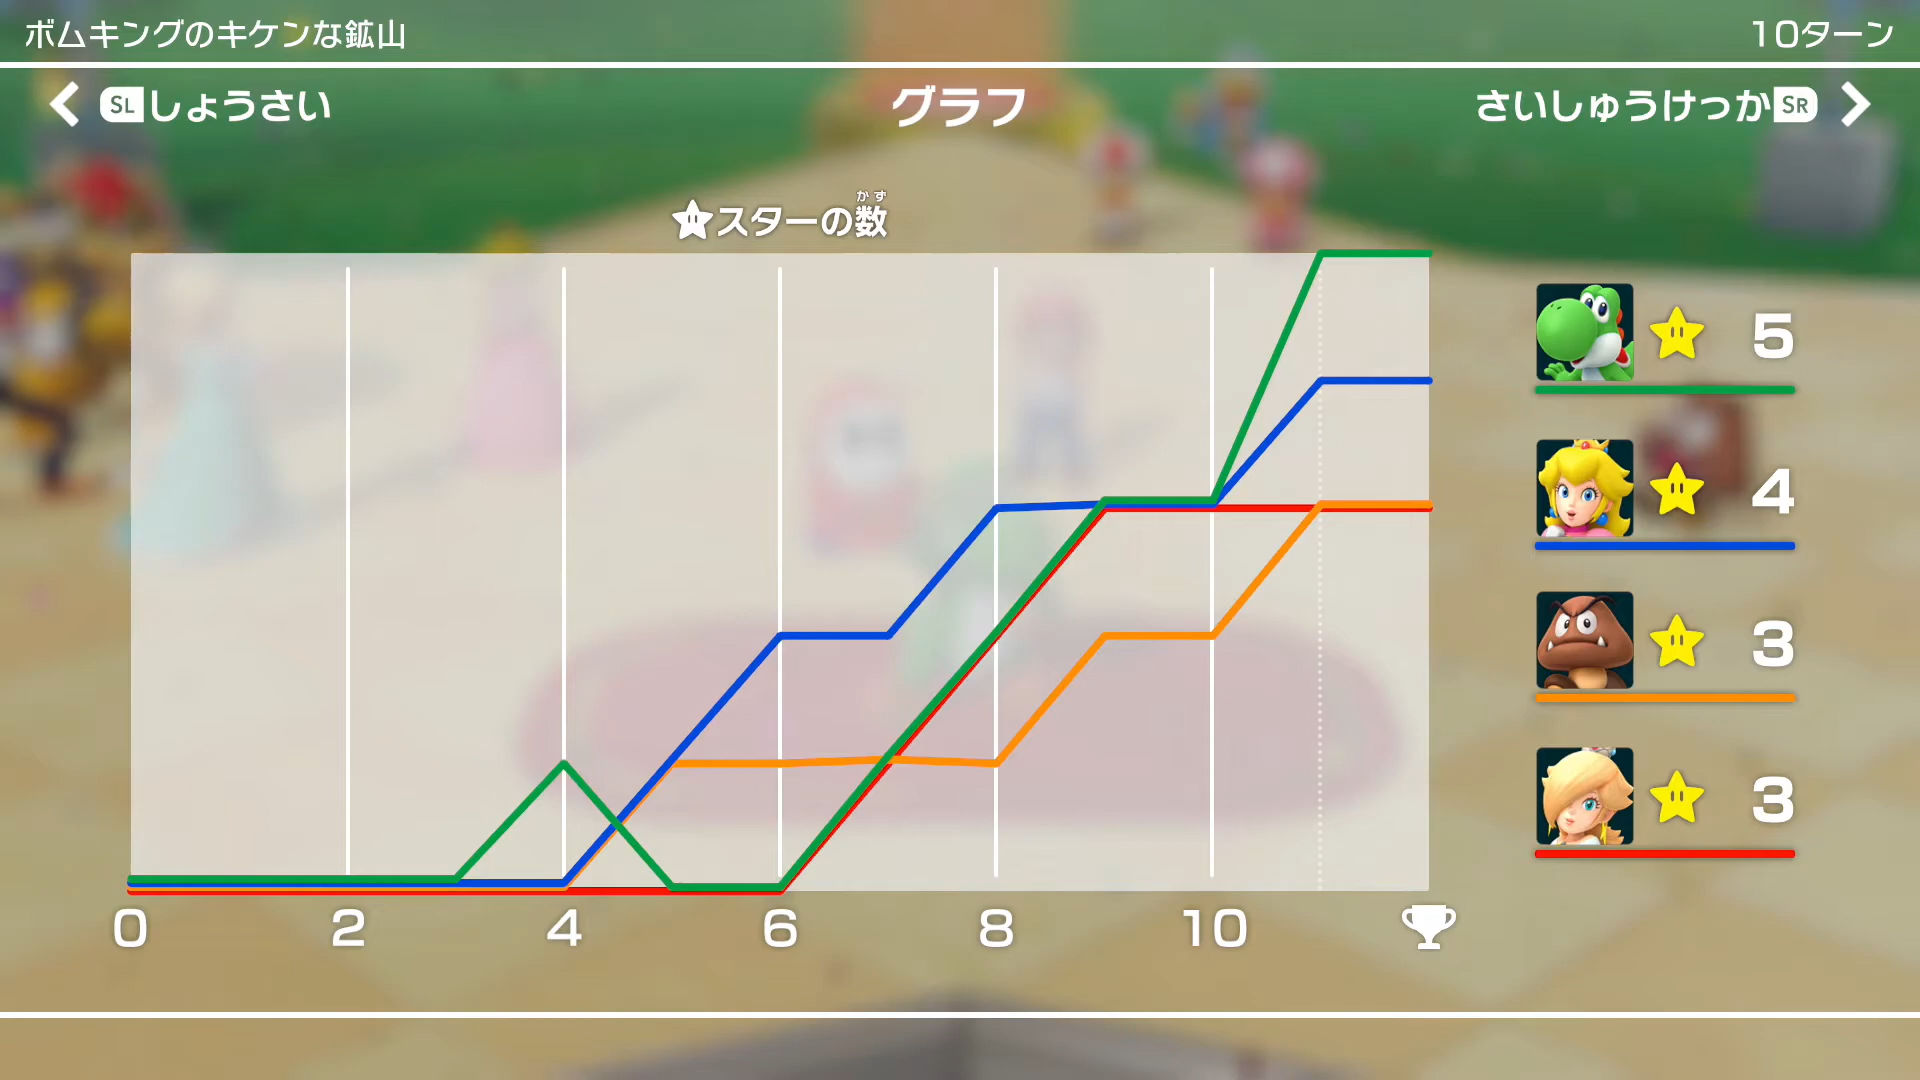 ボムキングのキケンな鉱山
10ターン
SL しょうさい
グラフ
さいしゅうけっか SR
かず
スターの数
5
4
3
3
0 2 4 6 8 10